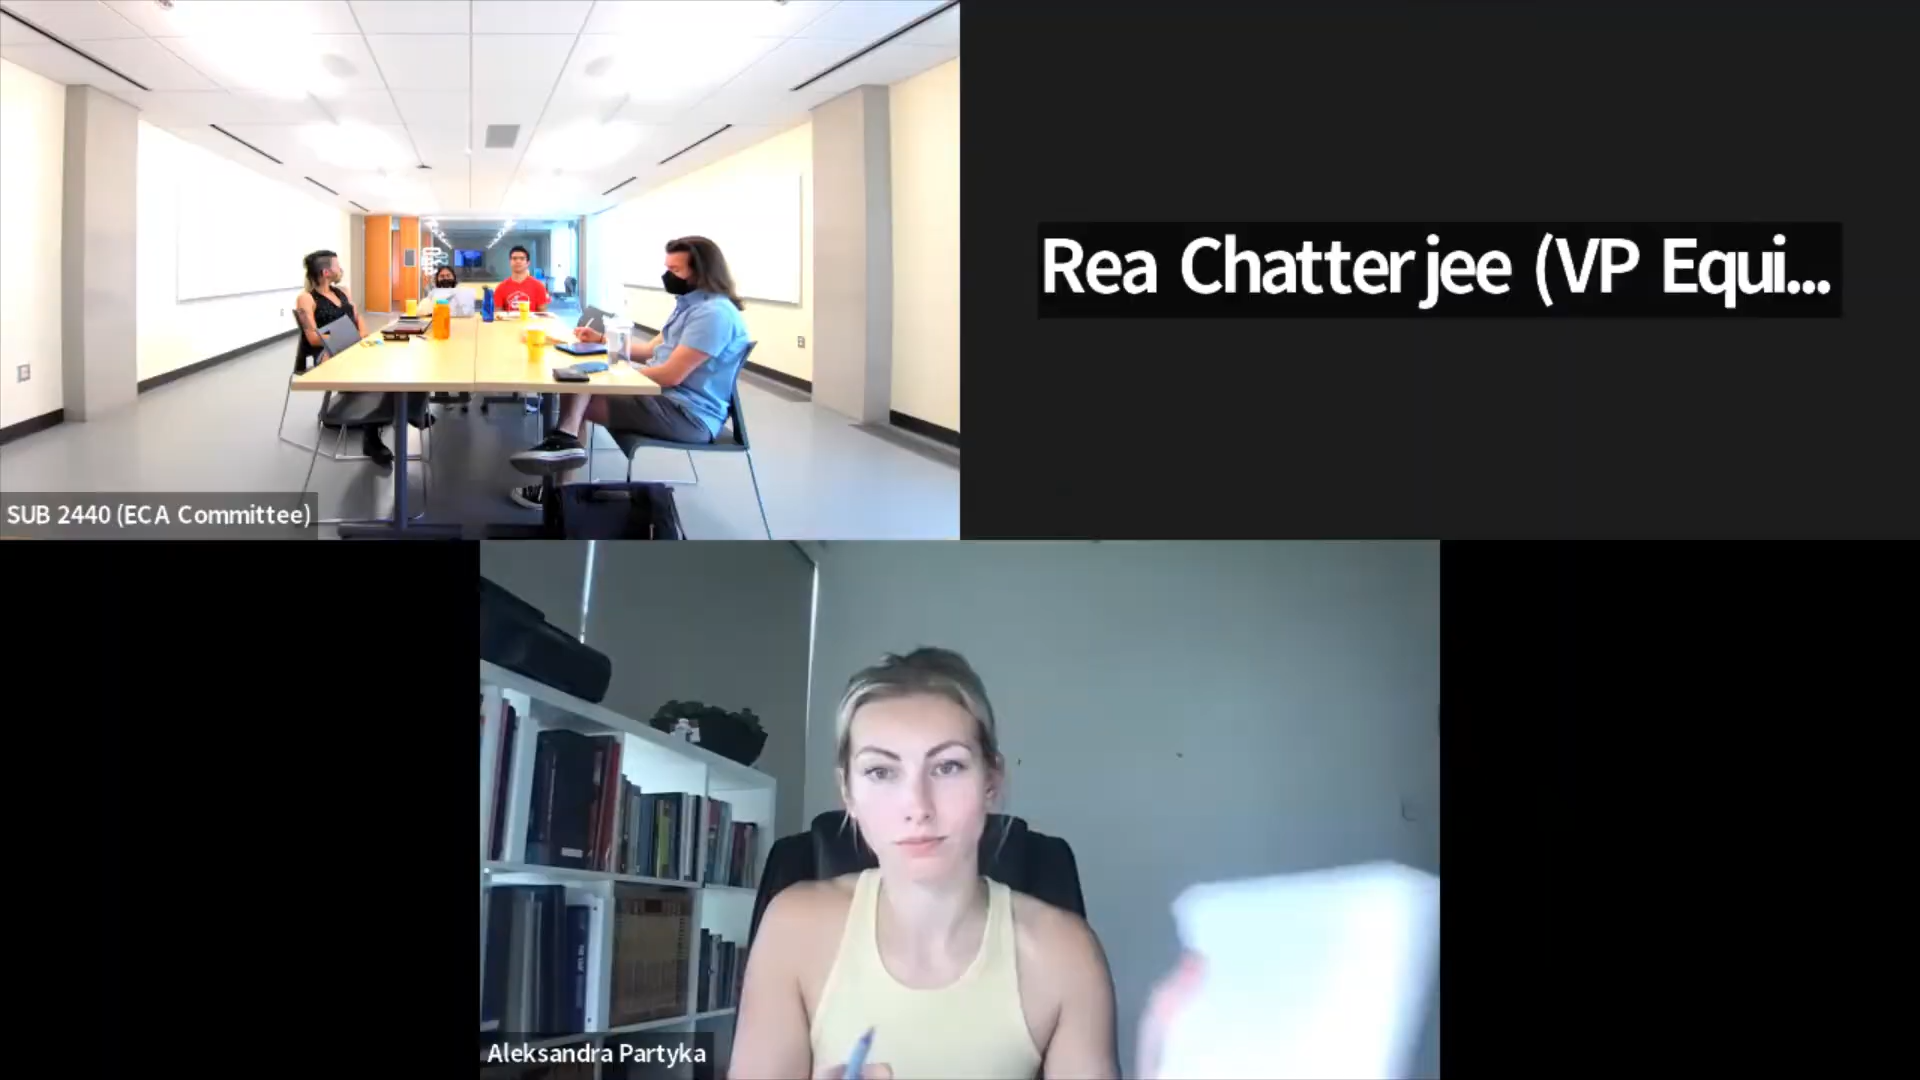 Rea Chatterjee (VP Equi...
SUB 2440 (ECA Committee)
Aleksandra Partyka